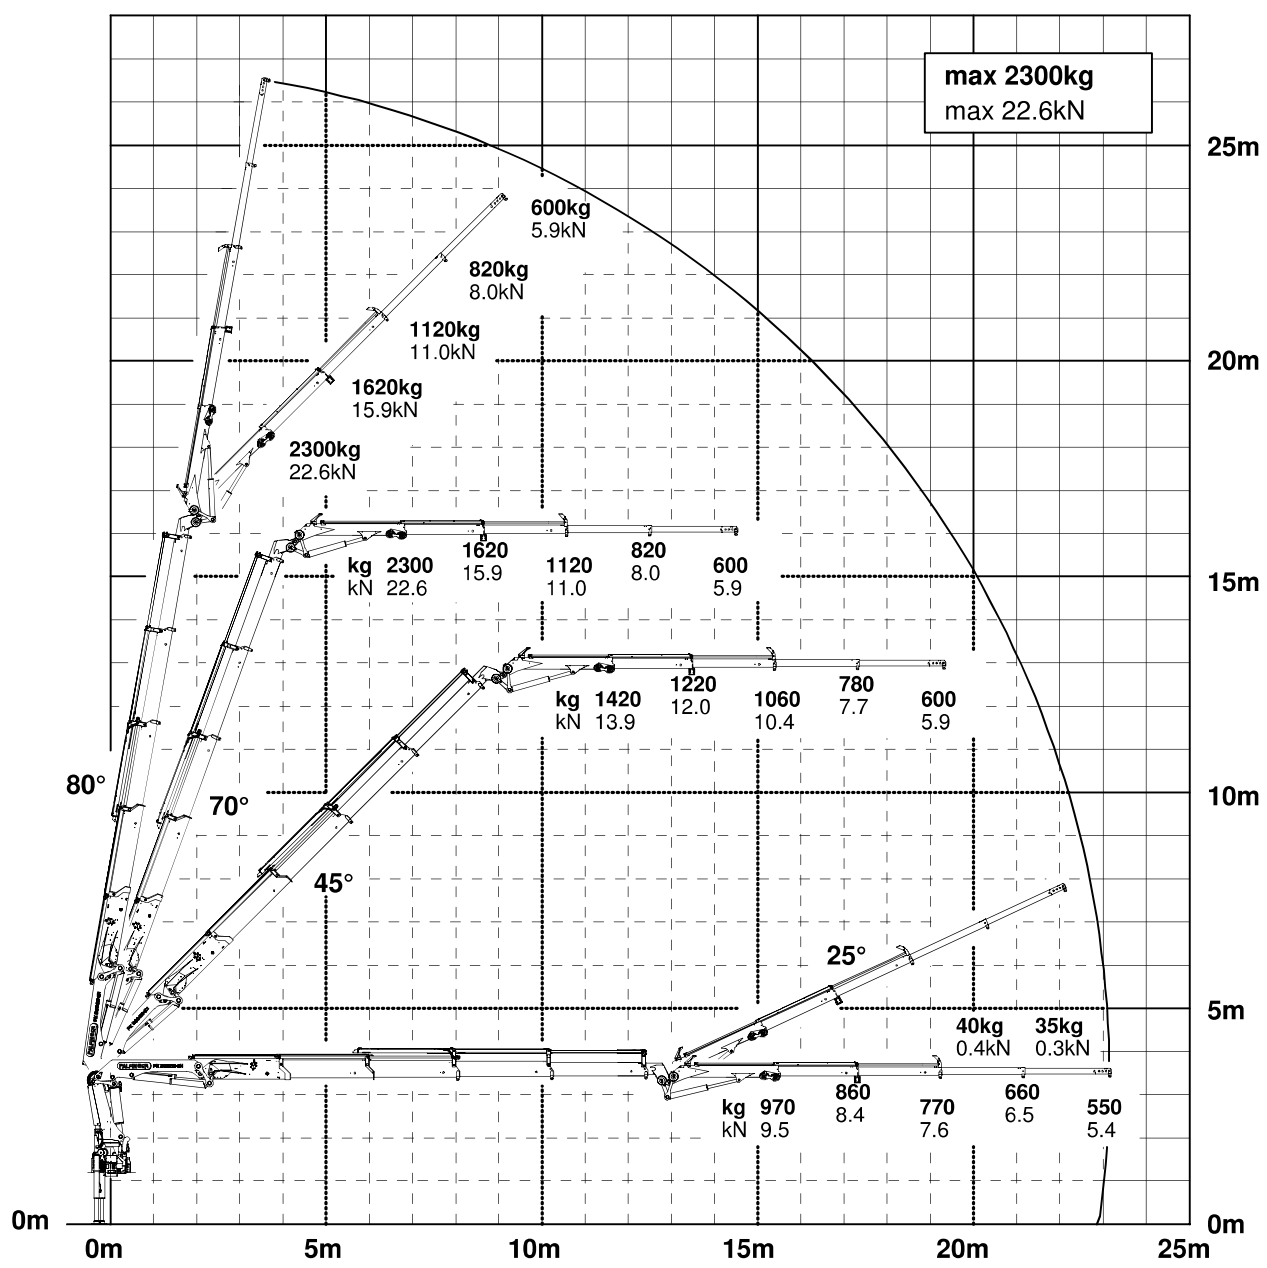 max 2300kg
max 22.6kN
25m
600kg
5.9kN
820kg
8.0kN
1120kg
11.0kN
20m
1620kg
15.9kN
2300kg
22.6kN
kg 2300 1620 1120 820 600
kN 22.6 15.9 11.0 8.0 5.9
15m
kg 1420 1220 1060 780 600
kN 13.9 12.0 10.4 7.7 5.9
80°
70°
10m
45°
25°
40kg 35kg
0.4kN 0.3kN
5m
PALFINGER
kg 970 860 770 660 550
kN 9.5 8.4 7.6 6.5 5.4
0m
0m
0m 5m 10m 15m 20m 25m